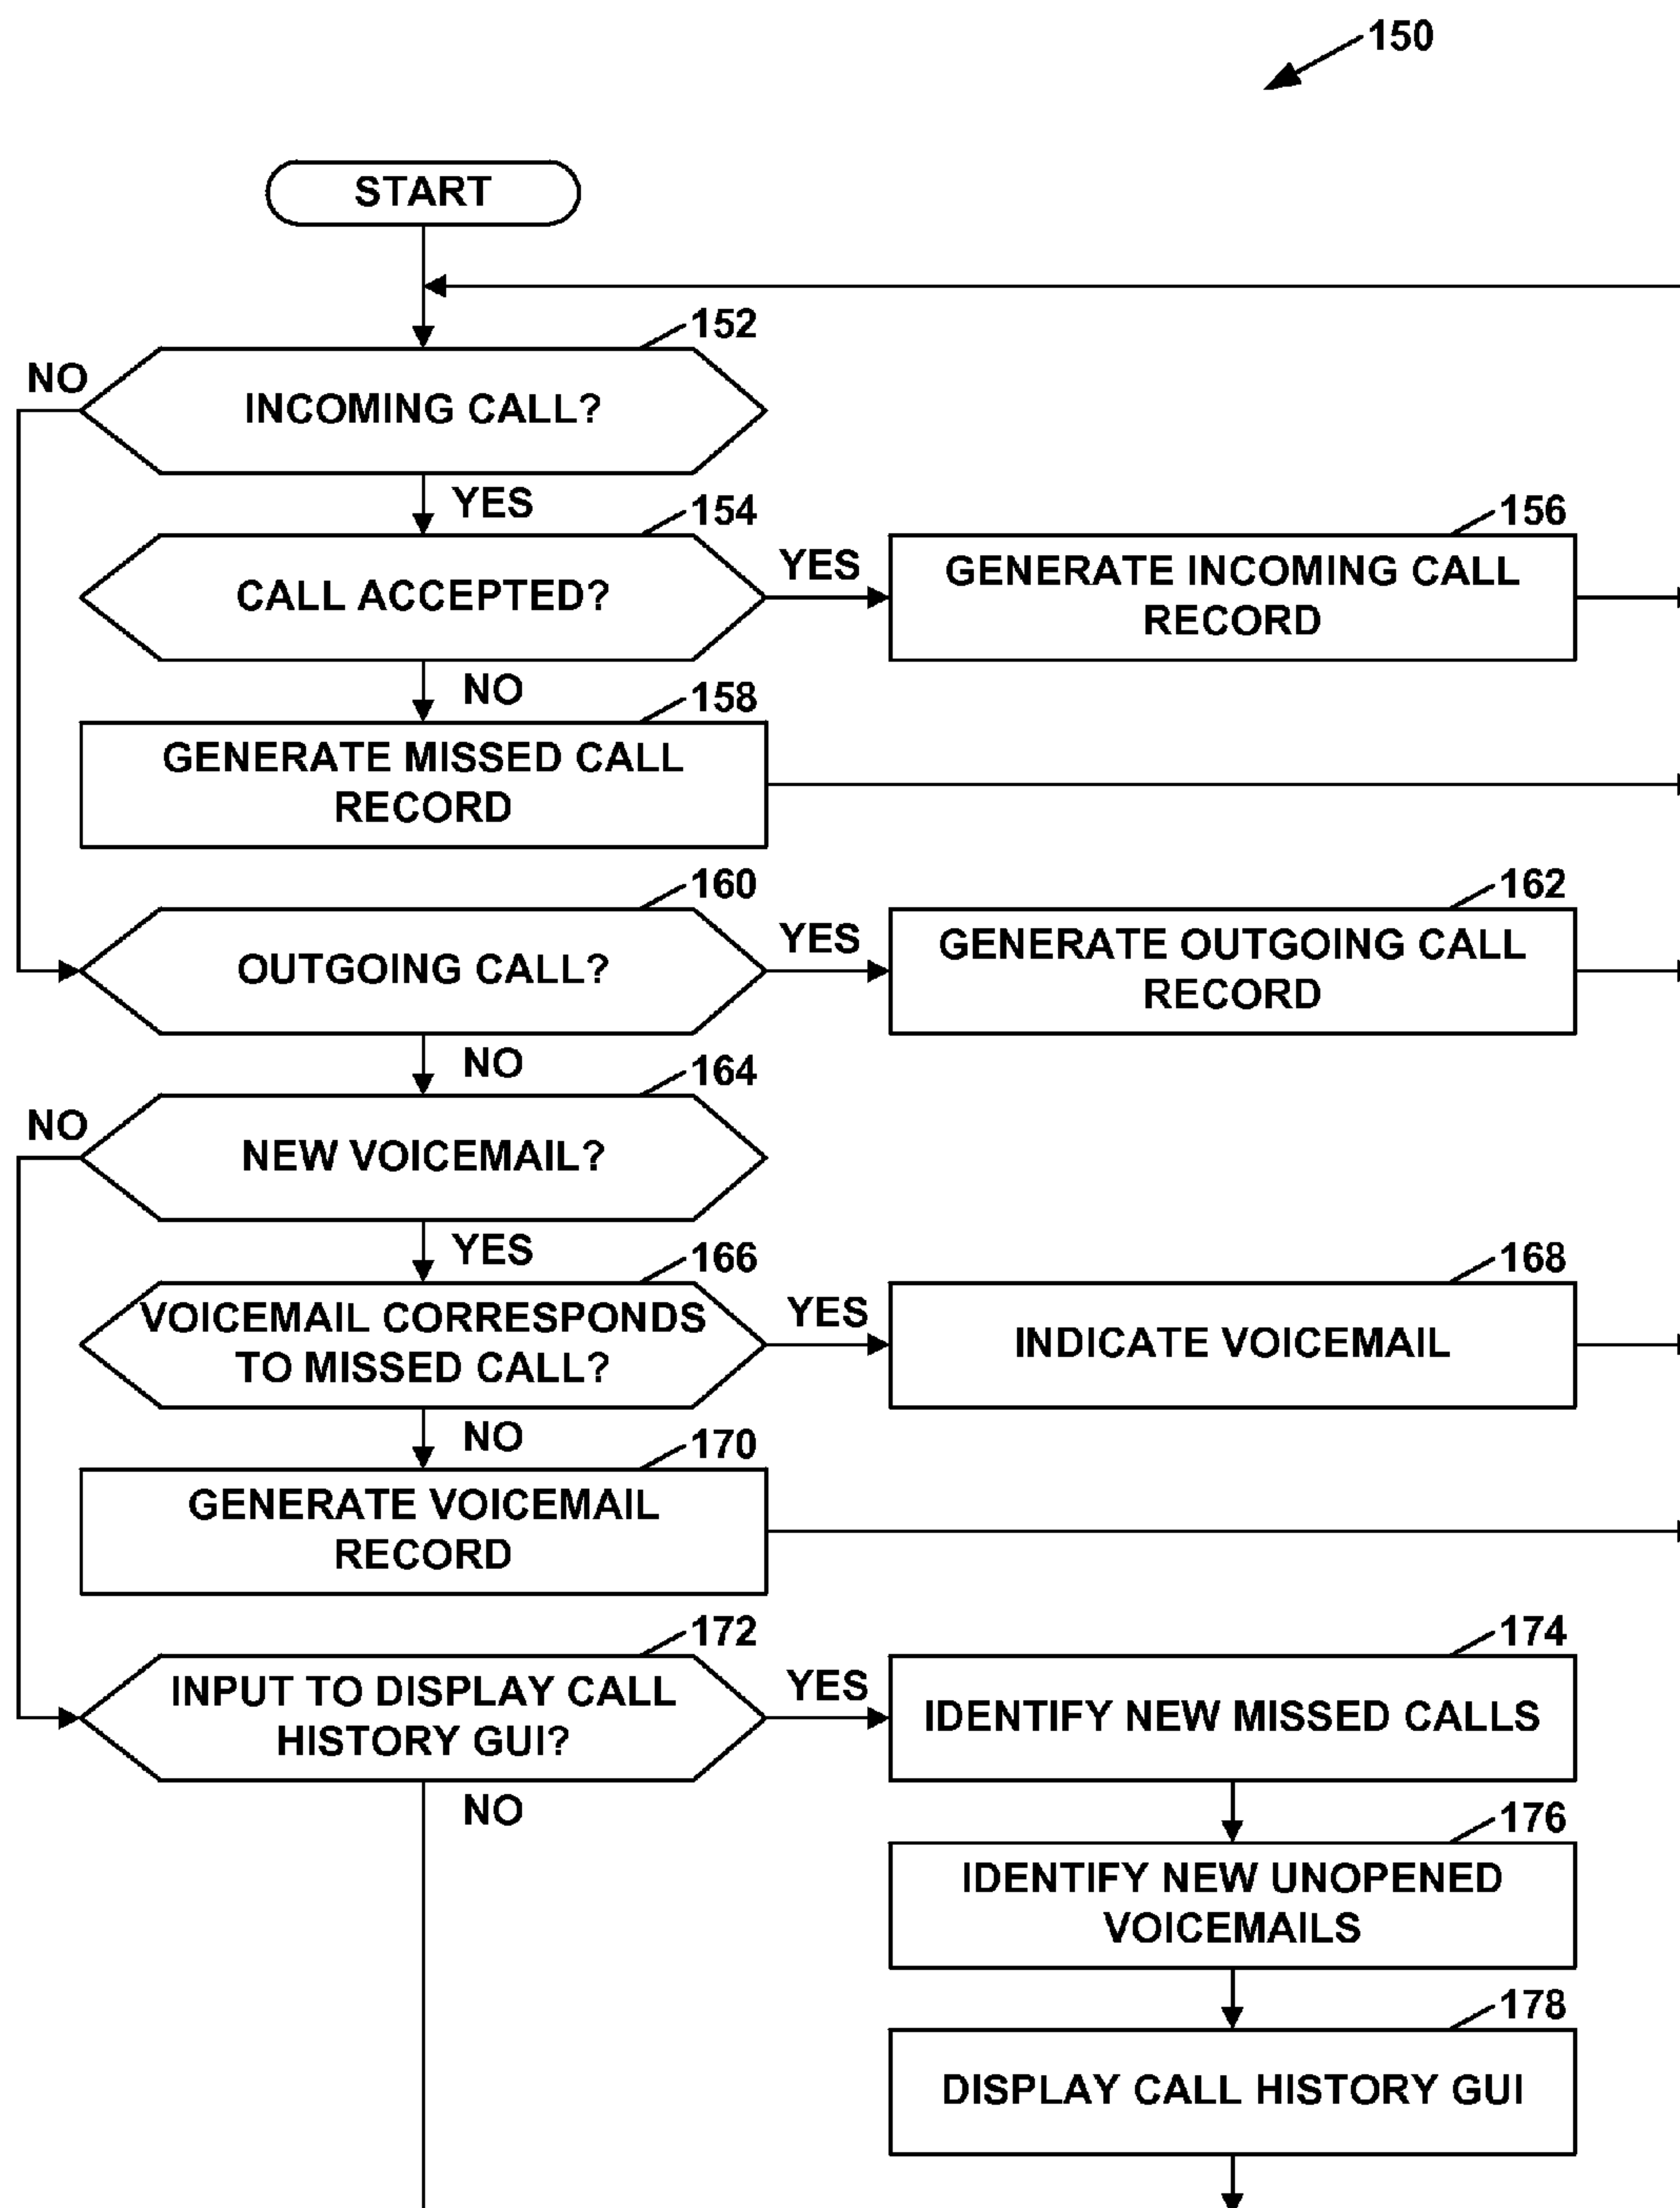 150
START
152
NO
INCOMING CALL?
YES
154
156
CALL ACCEPTED?
YES
GENERATE INCOMING CALL
RECORD
NO
158
GENERATE MISSED CALL
RECORD
160
162
OUTGOING CALL?
YES
GENERATE OUTGOING CALL
RECORD
NO
164
NO
NEW VOICEMAIL?
YES
166
168
VOICEMAIL CORRESPONDS
TO MISSED CALL?
YES
INDICATE VOICEMAIL
NO
170
GENERATE VOICEMAIL
RECORD
172
174
INPUT TO DISPLAY CALL
HISTORY GUI?
YES
IDENTIFY NEW MISSED CALLS
NO
176
IDENTIFY NEW UNOPENED
VOICEMAILS
178
DISPLAY CALL HISTORY GUI